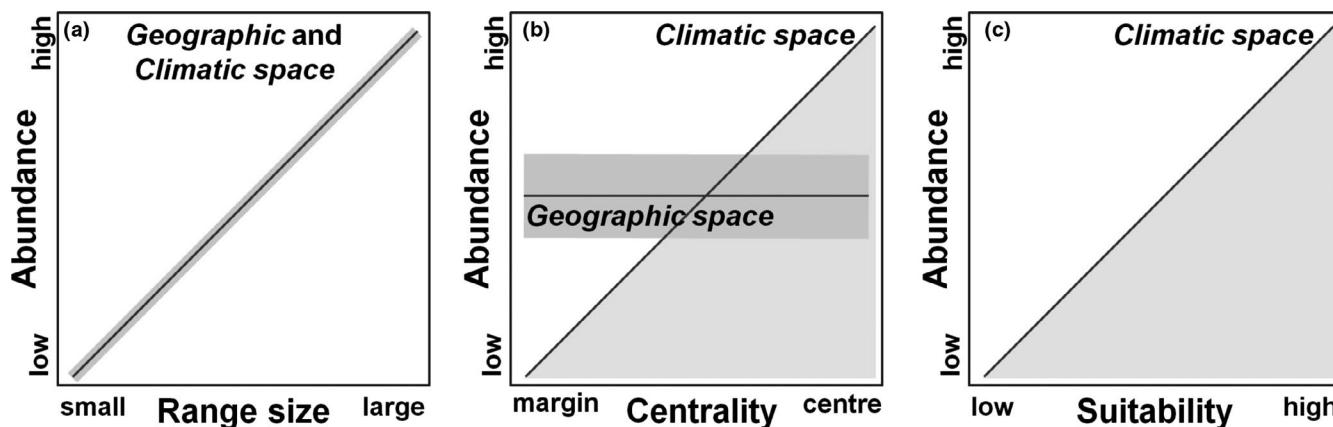 (a)
Geographic and
Climatic space
high
Abundance
low
small
Range size
large
(b)
Climatic space
high
Abundance
Geographic space
low
margin
Centrality
centre
(c)
Climatic space
high
Abundance
low
low
Suitability
high